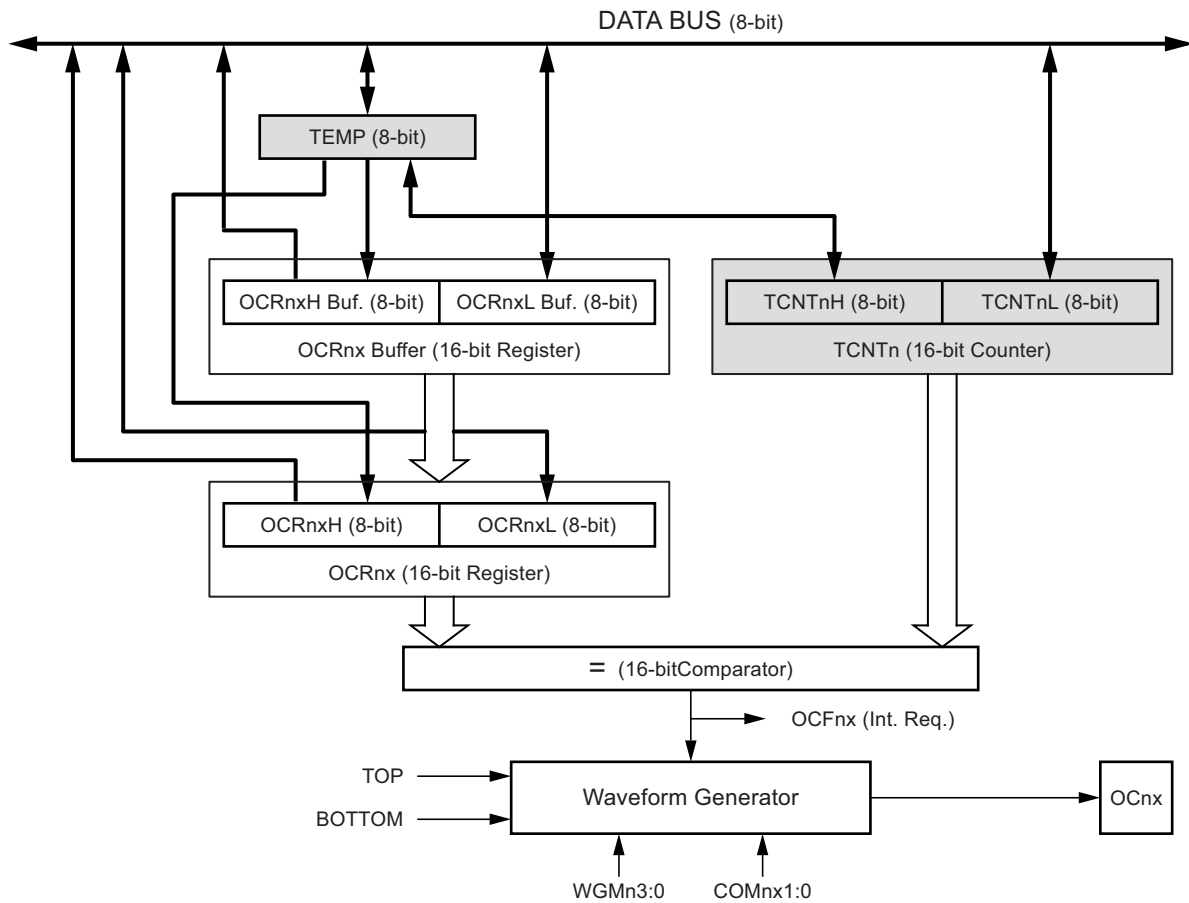 DATA BUS (8-bit)
TEMP (8-bit)
OCRnxH Buf. (8-bit)
OCRnxL Buf. (8-bit)
TCNTnH (8-bit)
TCNTnL (8-bit)
OCRnx Buffer (16-bit Register)
TCNTn (16-bit Counter)
OCRnxH (8-bit)
OCRnxL (8-bit)
OCRnx (16-bit Register)
= (16-bitComparator)
OCFnx (Int. Req.)
TOP
BOTTOM
Waveform Generator
OCnx
WGMn3:0
COMnx1:0